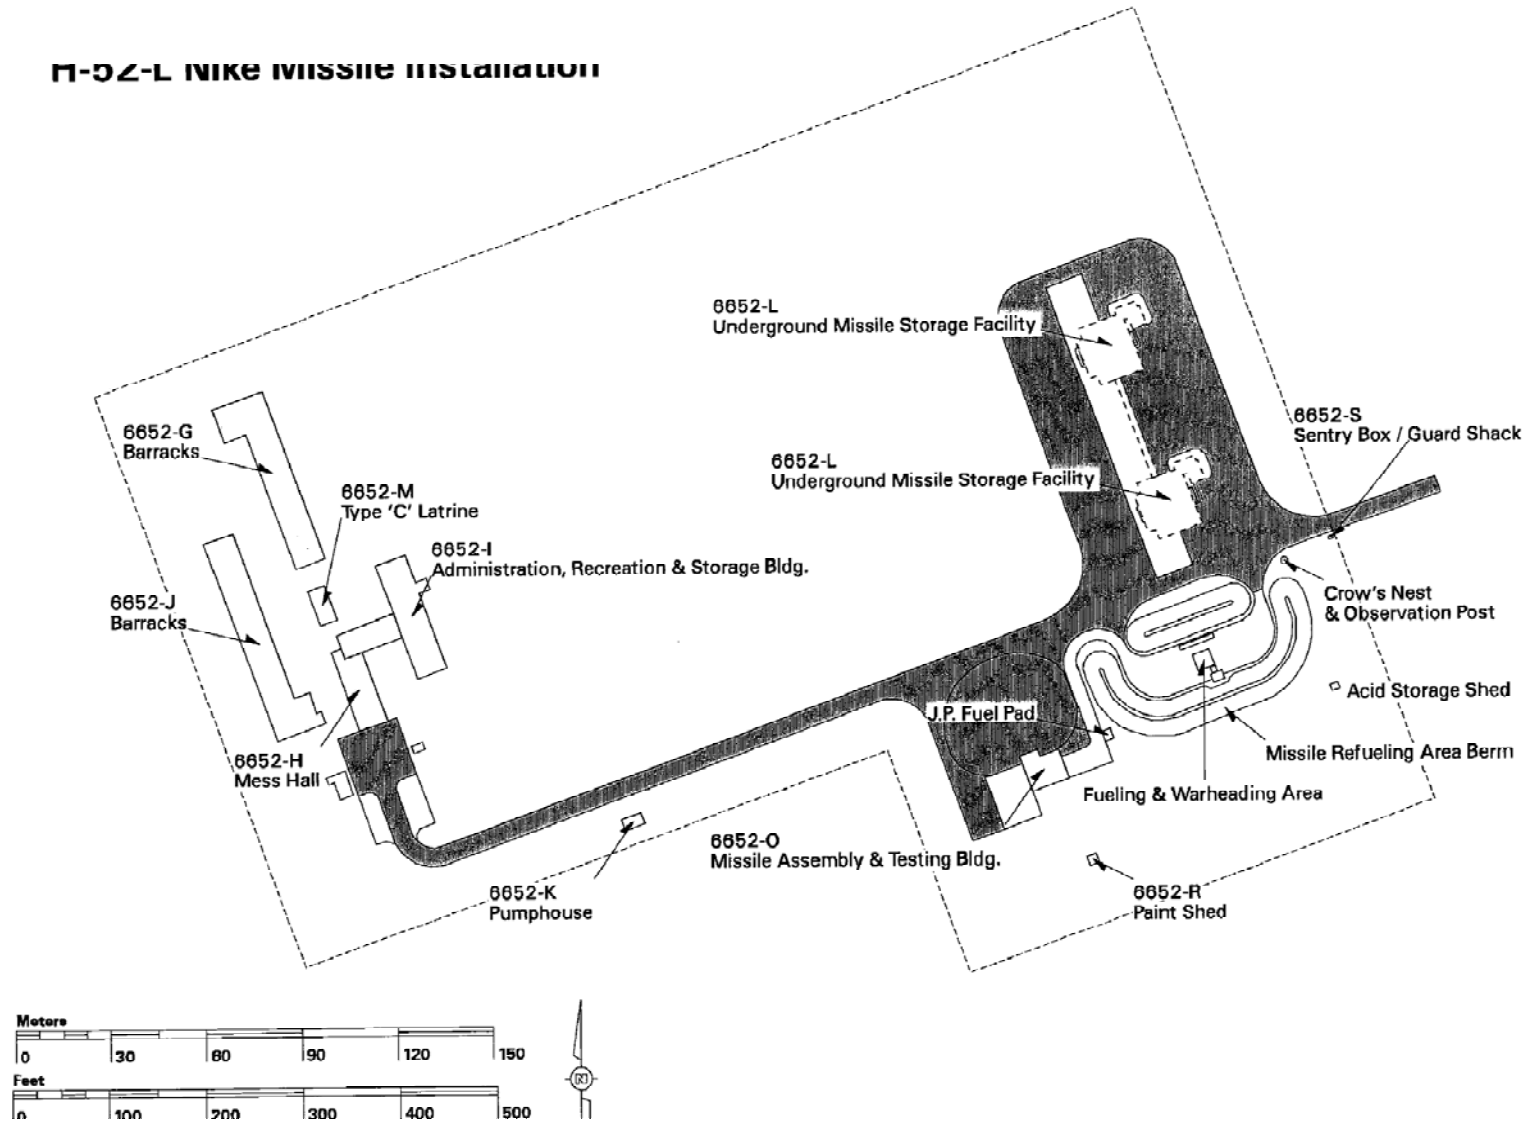 H-52-L Nike Missile Installation
6652-L
Underground Missile Storage Facility
6652-S
Sentry Box / Guard Shack
6652-G
Barracks
6652-L
Underground Missile Storage Facility
6652-M
Type 'C' Latrine
6652-I
Administration, Recreation & Storage Bldg.
6652-J
Barracks
Crow's Nest
& Observation Post
Acid Storage Shed
J.P. Fuel Pad
Missile Refueling Area Berm
6652-H
Mess Hall
Fueling & Warheading Area
6652-O
Missile Assembly & Testing Bldg.
6652-K
Pumphouse
6652-R
Paint Shed
Meters
0 30 60 90 120 150
Feet
0 100 200 300 400 500
N